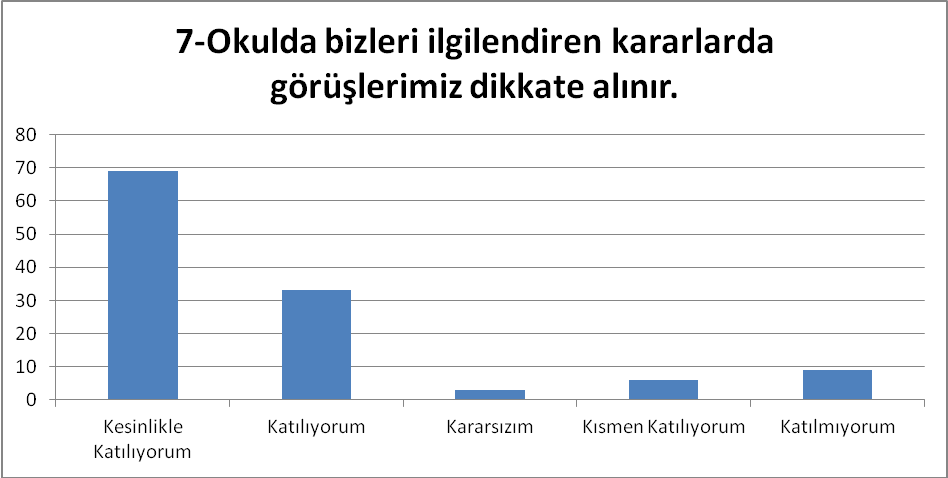 7-Okulda bizleri ilgilendiren kararlarda
görüşlerimiz dikkate alınır.
80
70
60
50
40
30
20
10
0
Kesinlikle
Katılıyorum
Katılıyorum
Kararsızım
Kısmen Katılıyorum
Katılmıyorum